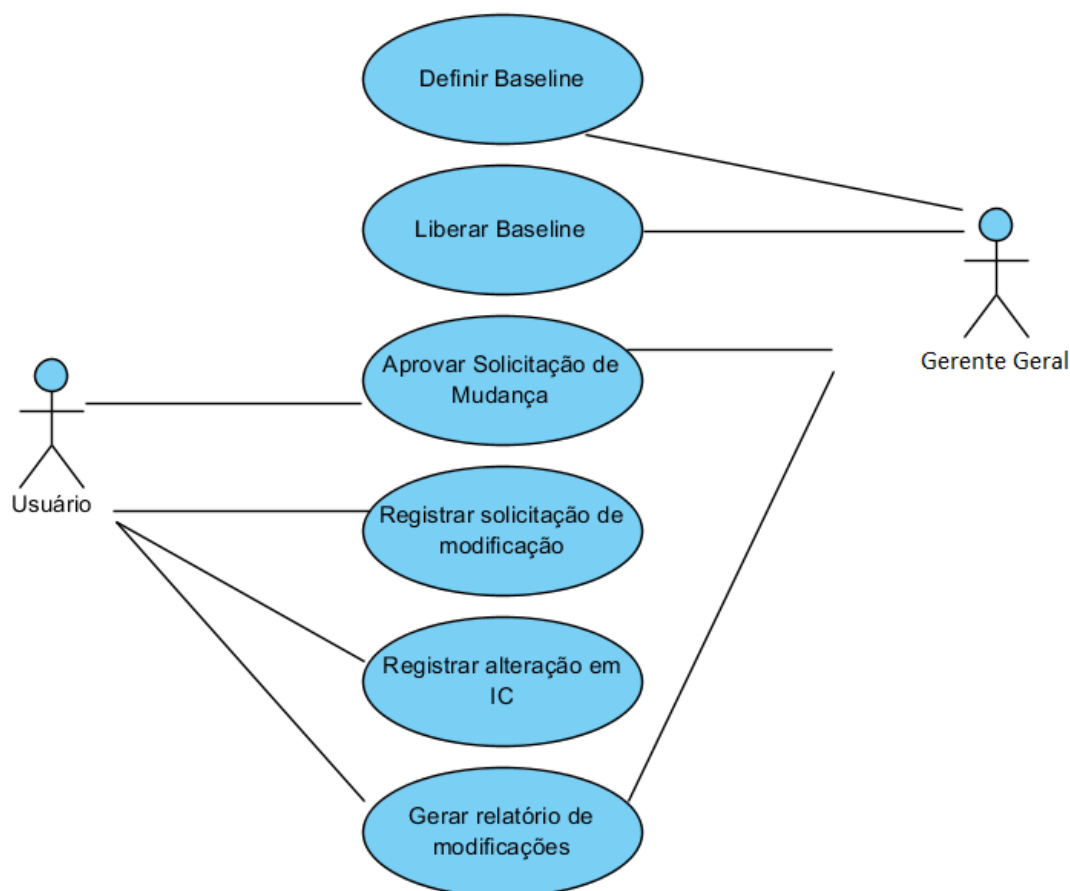 Definir Baseline
Liberar Baseline
Gerente Geral
Aprovar Solicitação de
Mudança
Usuário
Registrar solicitação de
modificação
Registrar alteração em
IC
Gerar relatório de
modificações